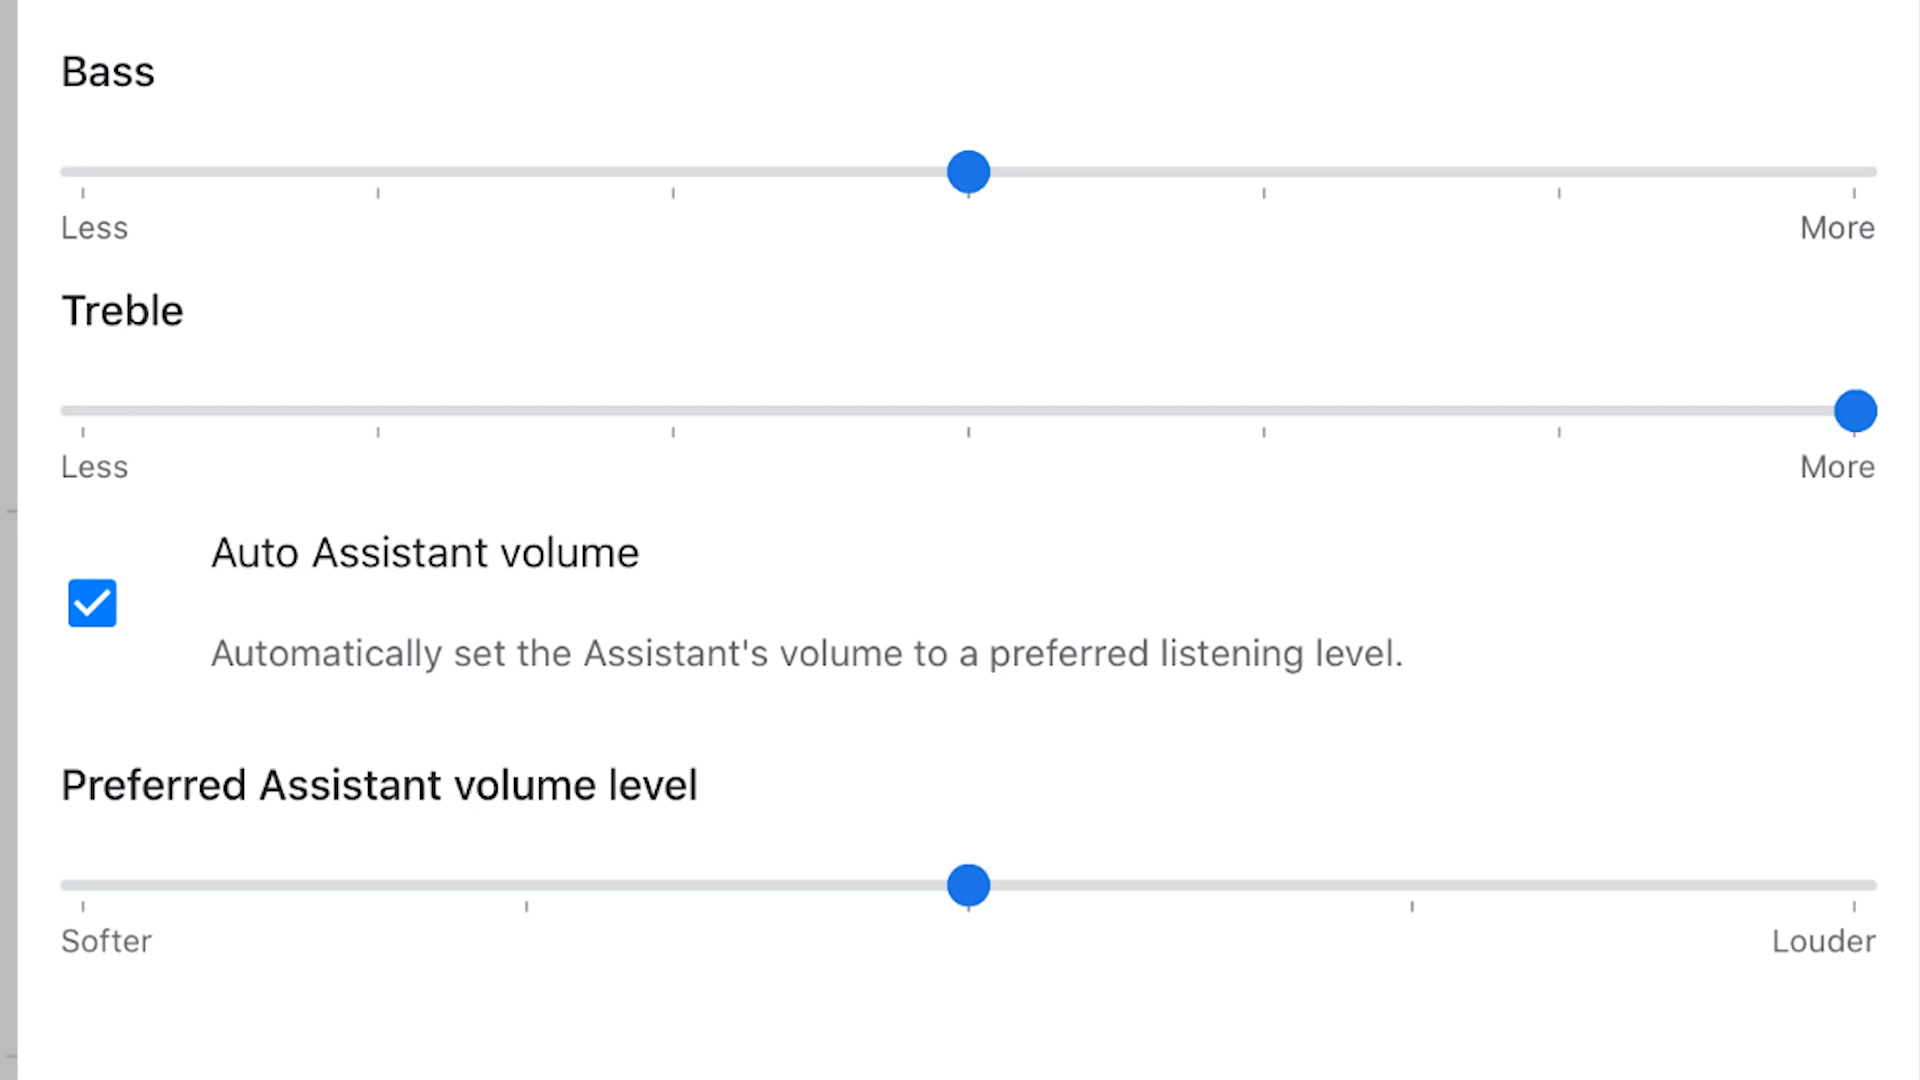 Bass
Less More
Treble
Less More
Auto Assistant volume
Automatically set the Assistant's volume to a preferred listening level.
Preferred Assistant volume level
Softer Louder